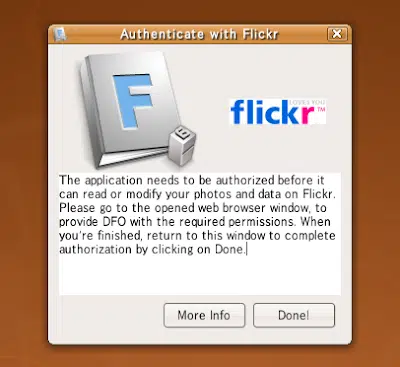 Authenticate with Flickr
F
flickr™
The application needs to be authorized before it
can read or modify your photos and data on Flickr.
Please go to the opened web browser window, to
provide DFO with the required permissions. When
you're finished, return to this window to complete
authorization by clicking on Done.
More Info
Done!